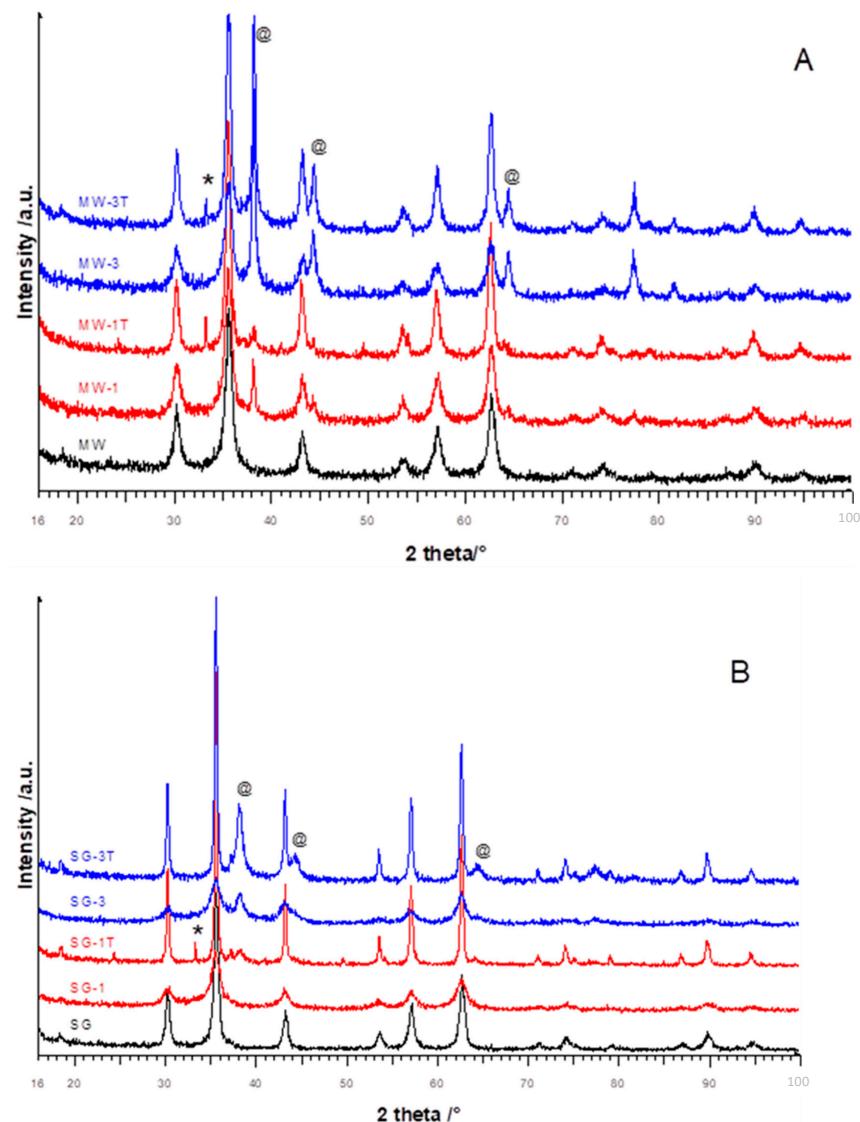 @
A
@
*
@
MW-3T
MW-3
MW-1T
MW-1
MW
Intensity /a.u.
16 20 30 40 50 60 70 80 90 100
2 theta/°
B
@
@
@
SG-3T
SG-3
*
SG-1T
SG-1
SG
Intensity /a.u.
16 20 30 40 50 60 70 80 90 100
2 theta /°